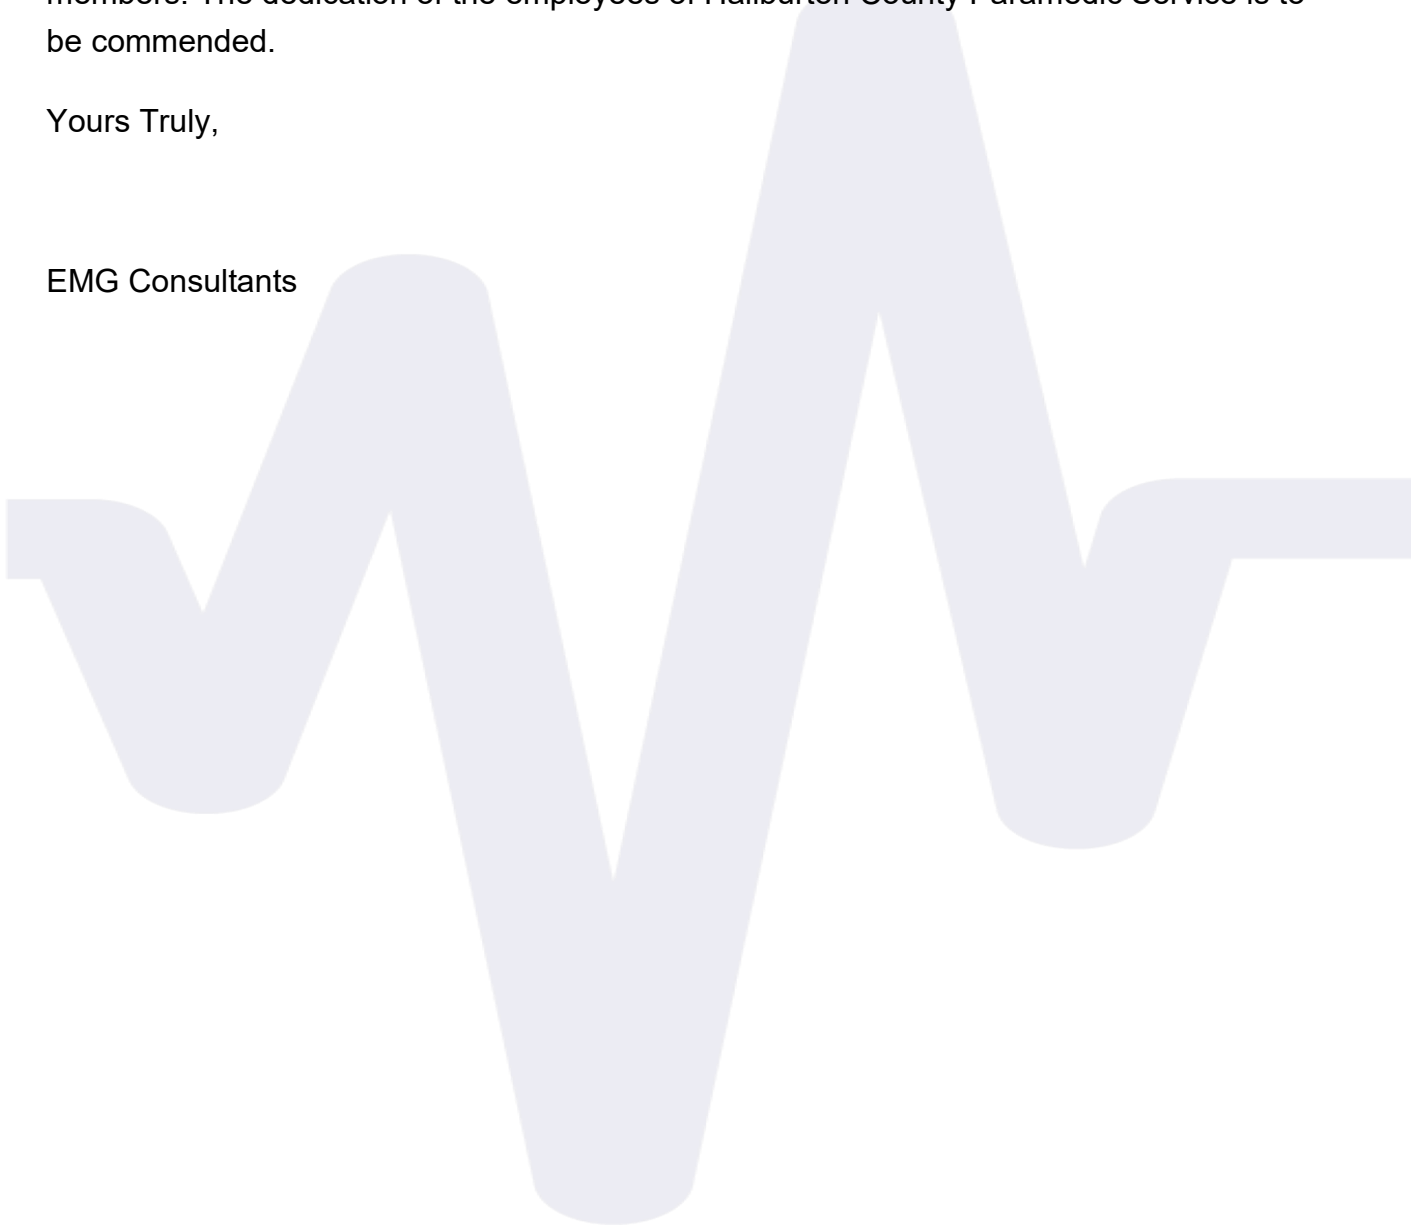 members. The dedication of the employees of Haliburton County Paramedic Service is to
be commended.
Yours Truly,
EMG Consultants